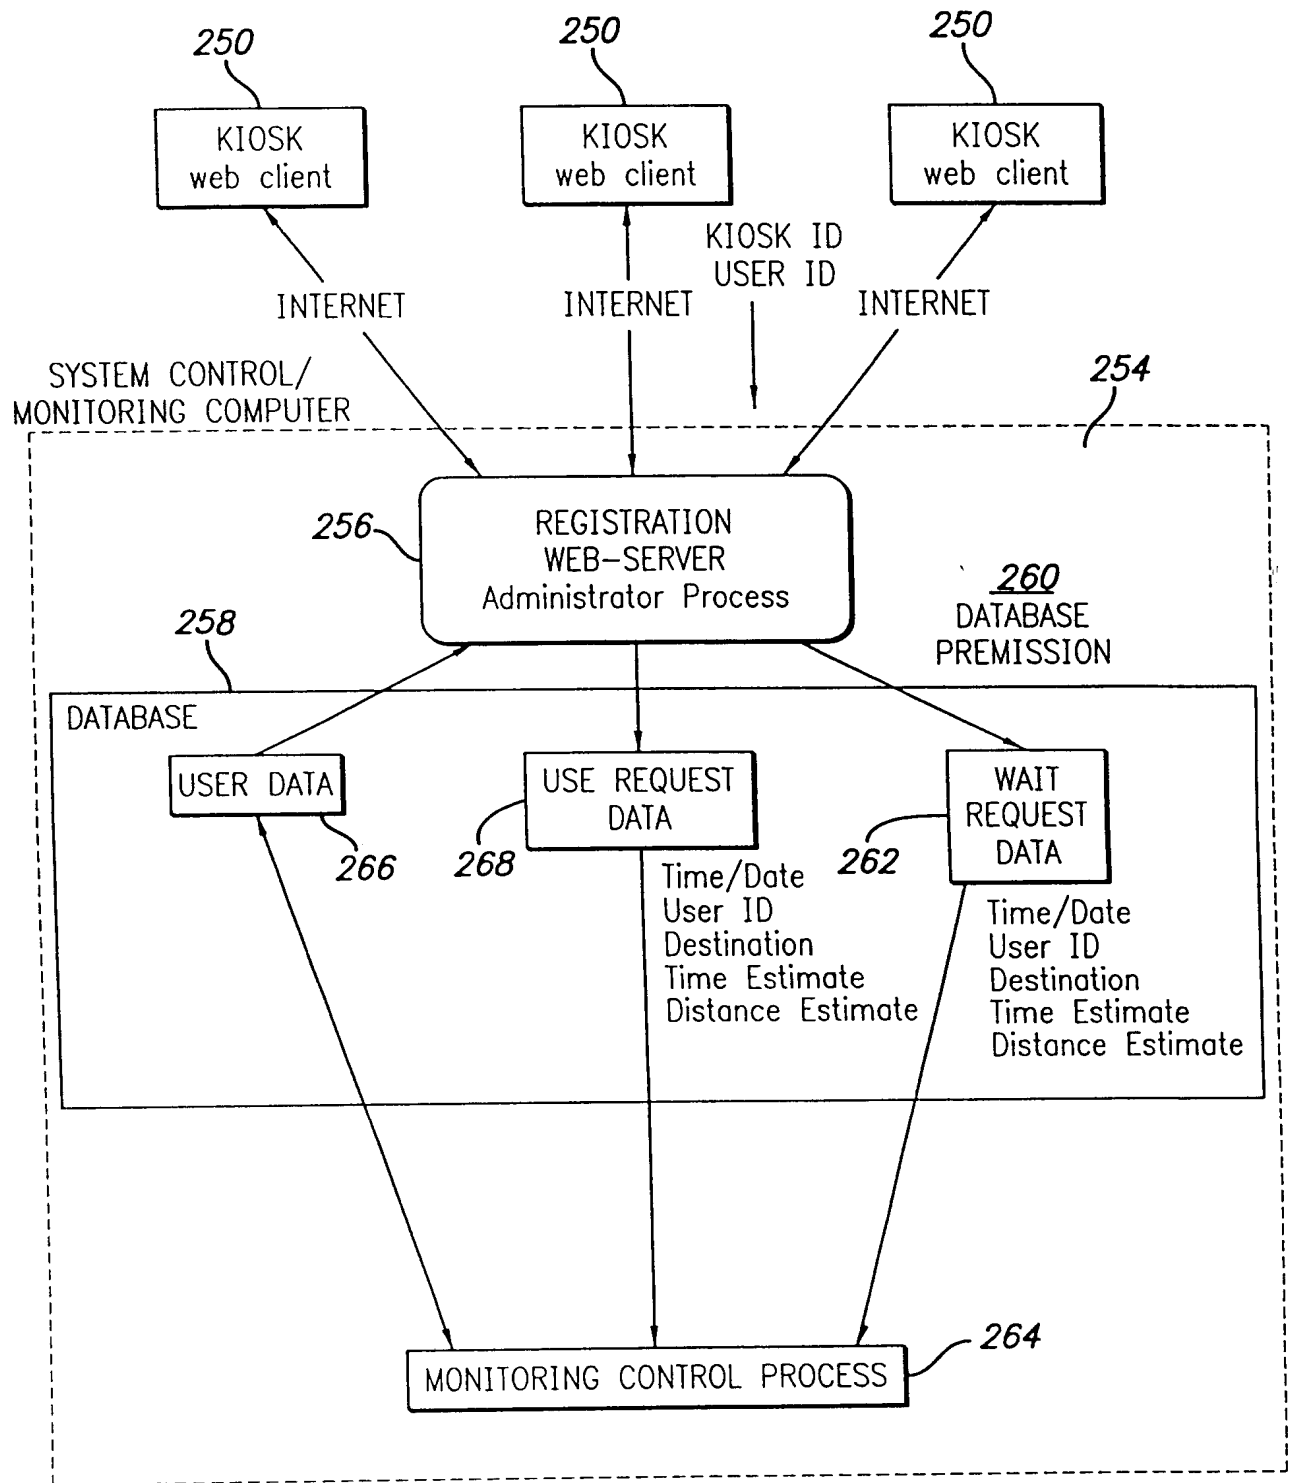 250
250
250
KIOSK
web client
KIOSK
web client
KIOSK
web client
KIOSK ID
USER ID
INTERNET
INTERNET
INTERNET
SYSTEM CONTROL/
MONITORING COMPUTER
254
256
REGISTRATION
WEB-SERVER
Administrator Process
260
DATABASE
PREMISSION
258
DATABASE
USER DATA
266
USE REQUEST
DATA
268
Time/Date
User ID
Destination
Time Estimate
Distance Estimate
WAIT
REQUEST
DATA
262
Time/Date
User ID
Destination
Time Estimate
Distance Estimate
MONITORING CONTROL PROCESS
264